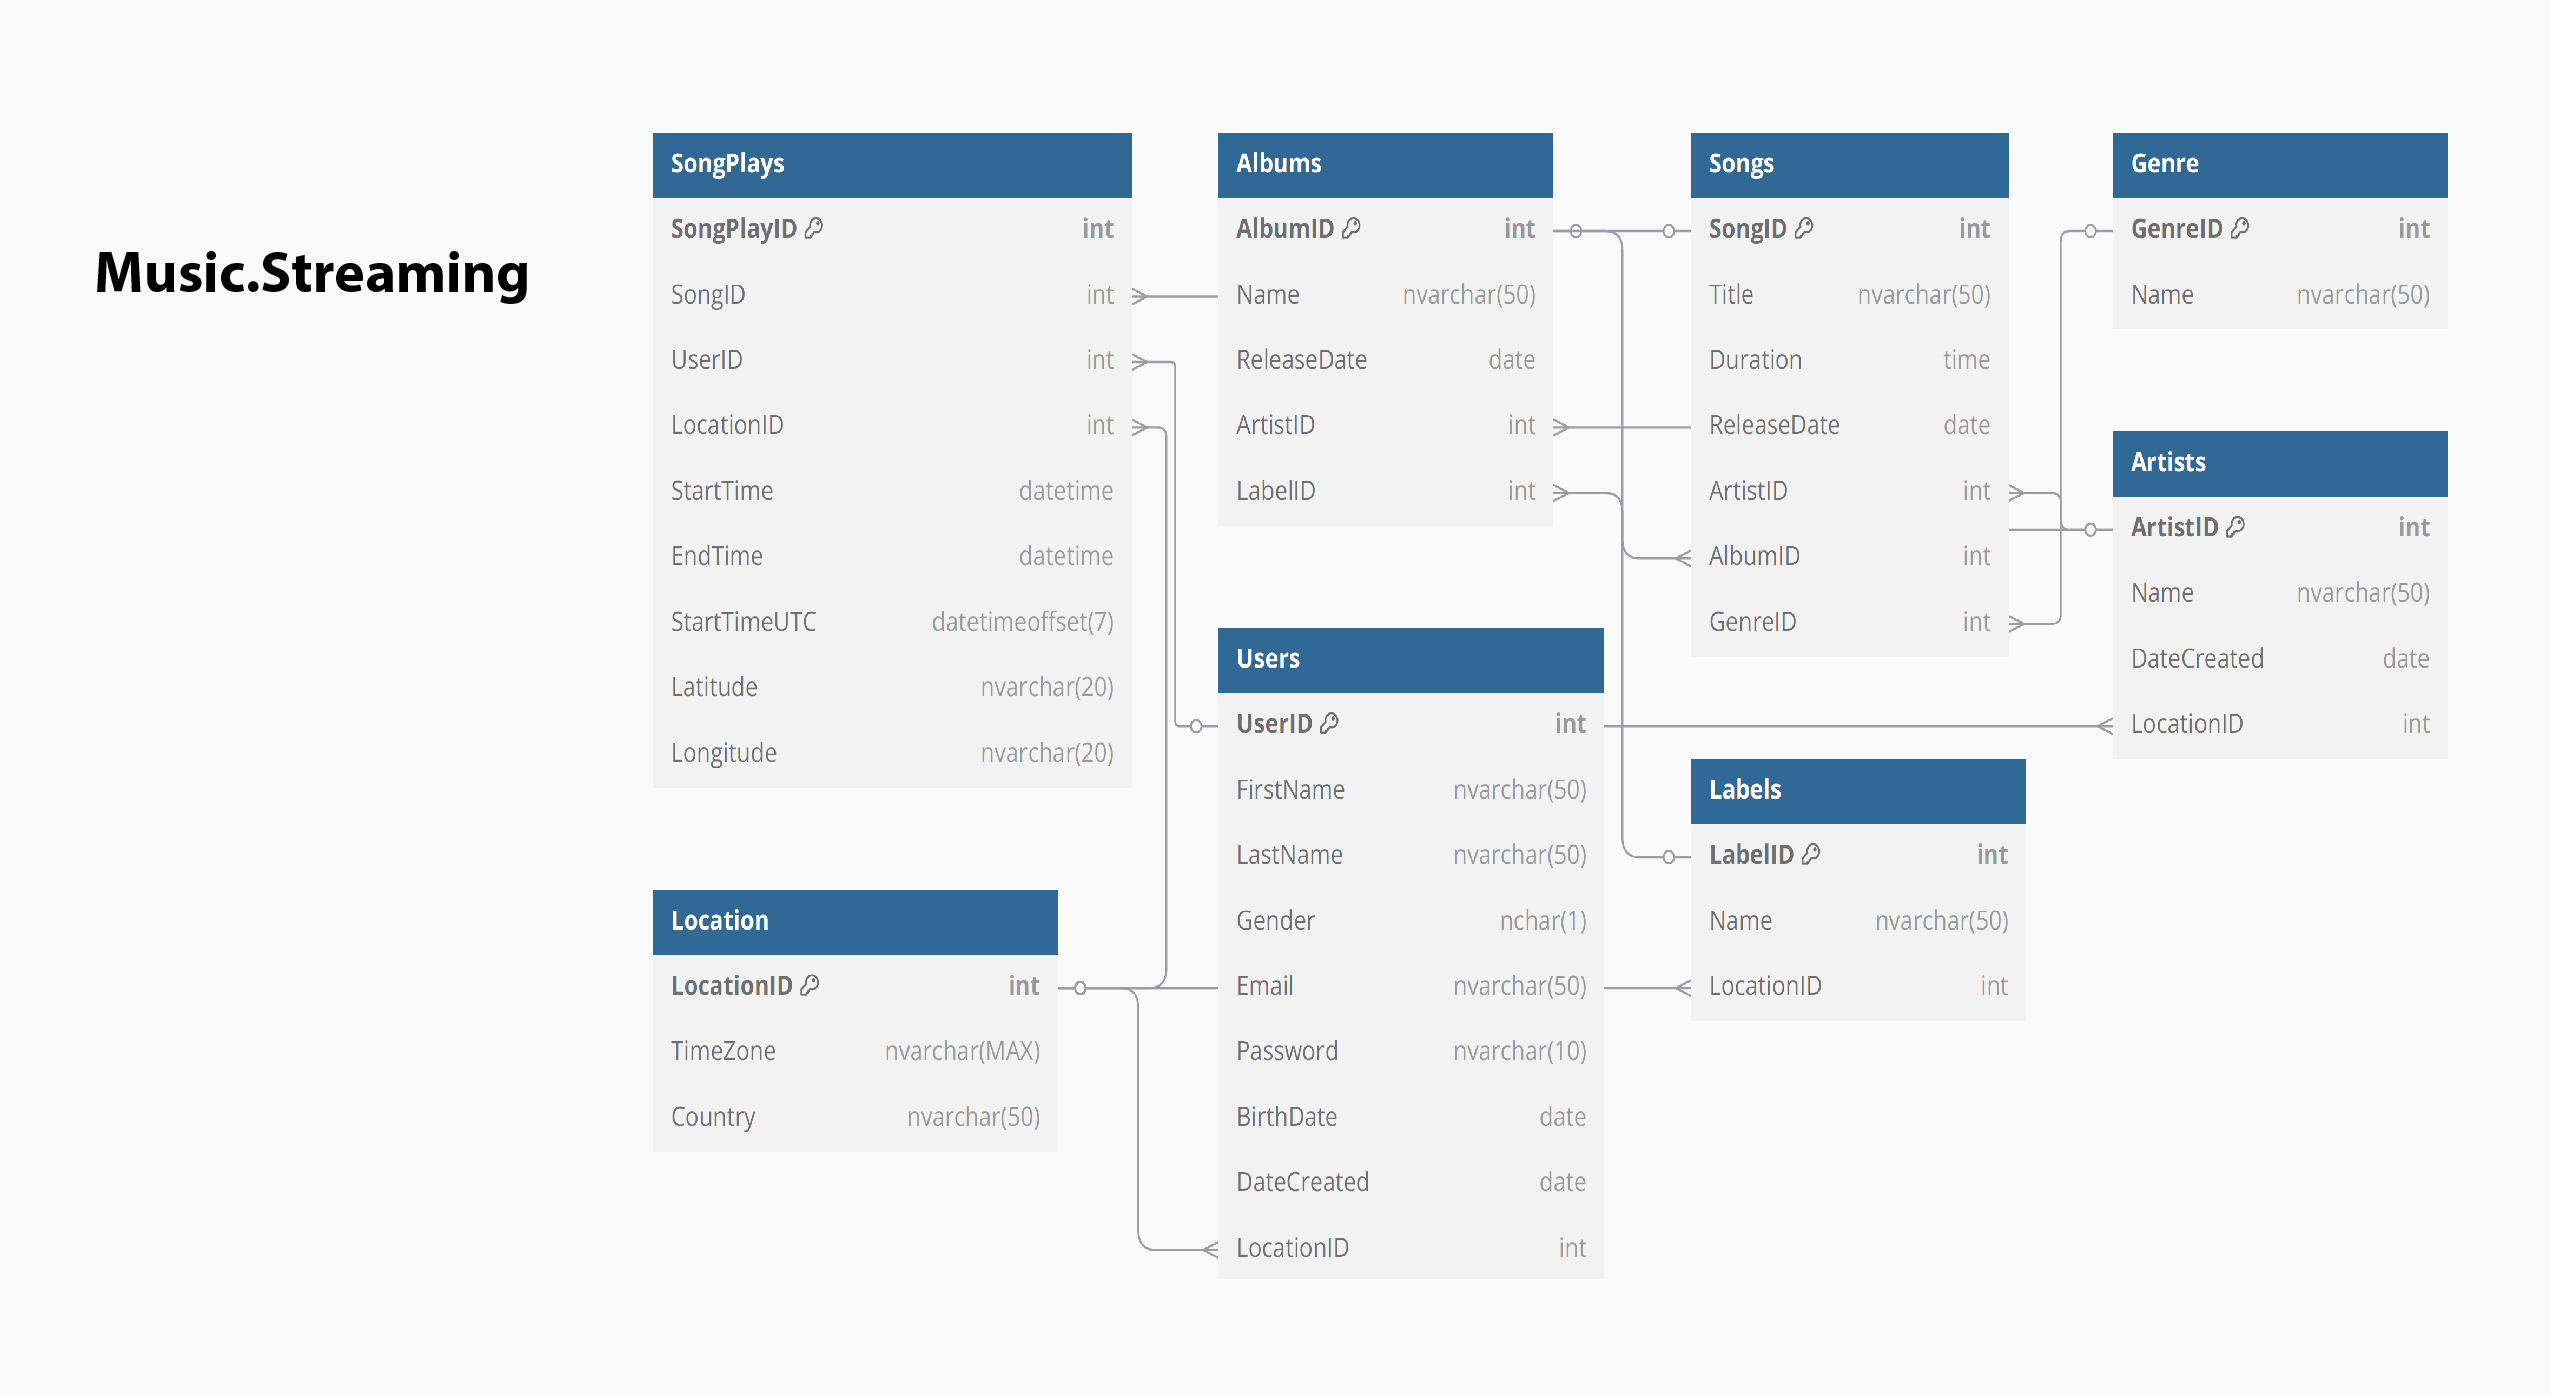 Music.Streaming
SongPlays
SongPlayID int
SongID int
UserID int
LocationID int
StartTime datetime
EndTime datetime
StartTimeUTC datetimeoffset(7)
Latitude nvarchar(20)
Longitude nvarchar(20)
Albums
AlbumID int
Name nvarchar(50)
ReleaseDate date
ArtistID int
LabelID int
Songs
SongID int
Title nvarchar(50)
Duration time
ReleaseDate date
ArtistID int
AlbumID int
GenreID int
Genre
GenreID int
Name nvarchar(50)
Artists
ArtistID int
Name nvarchar(50)
DateCreated date
LocationID int
Users
UserID int
FirstName nvarchar(50)
LastName nvarchar(50)
Gender nchar(1)
Email nvarchar(50)
Password nvarchar(10)
BirthDate date
DateCreated date
LocationID int
Labels
LabelID int
Name nvarchar(50)
LocationID int
Location
LocationID int
TimeZone nvarchar(MAX)
Country nvarchar(50)